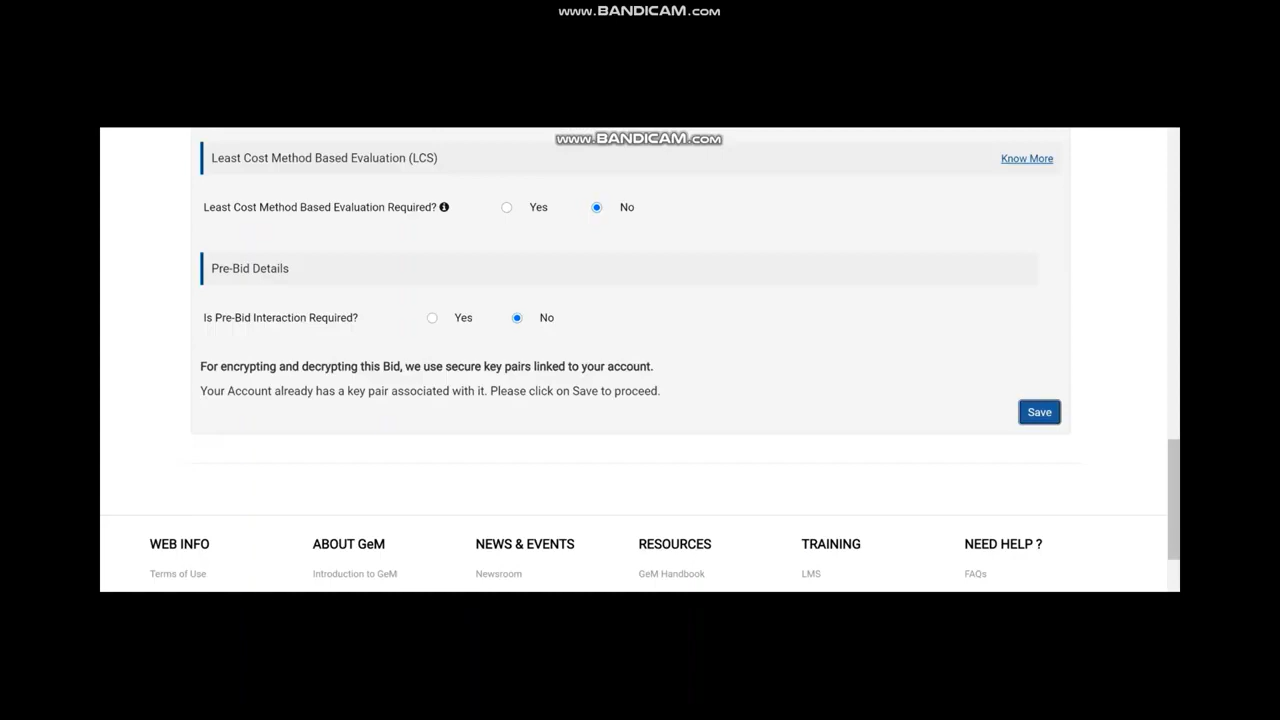 www.BANDICAM.com
www.BANDICAM.com
Least Cost Method Based Evaluation (LCS) Know More
Least Cost Method Based Evaluation Required? Yes No
Pre-Bid Details
Is Pre-Bid Interaction Required? Yes No
For encrypting and decrypting this Bid, we use secure key pairs linked to your account.
Your Account already has a key pair associated with it. Please click on Save to proceed.
Save
WEB INFO ABOUT GeM NEWS & EVENTS RESOURCES TRAINING NEED HELP ?
Terms of Use Introduction to GeM Newsroom GeM Handbook LMS FAQs